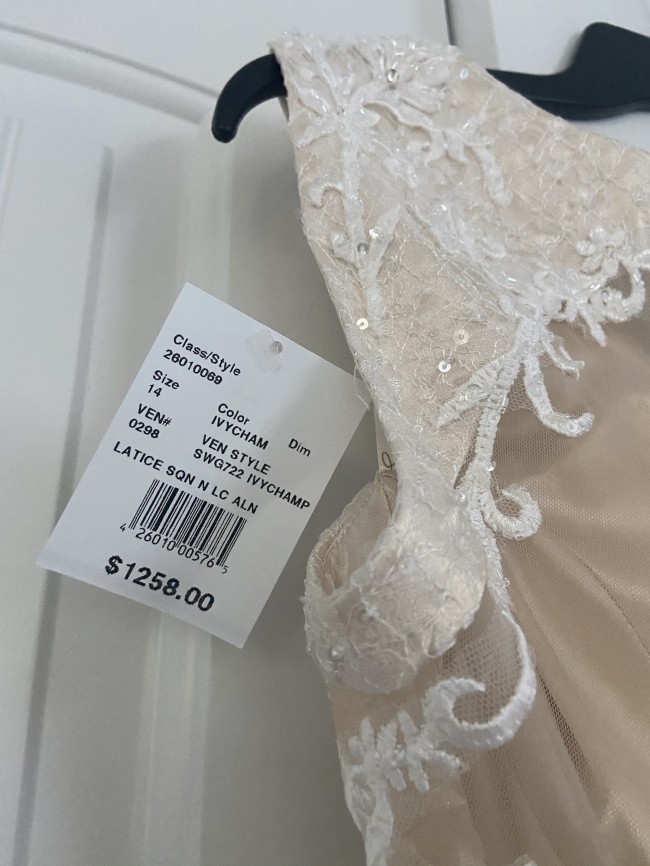 Class/Style
26010069
Size Color Dim
14 IVYCHAM
VEN# VEN STYLE
0298 SWG722 IVYCHAMP
LATICE SQN N LC ALN
4 26010 00576 5
$1258.00